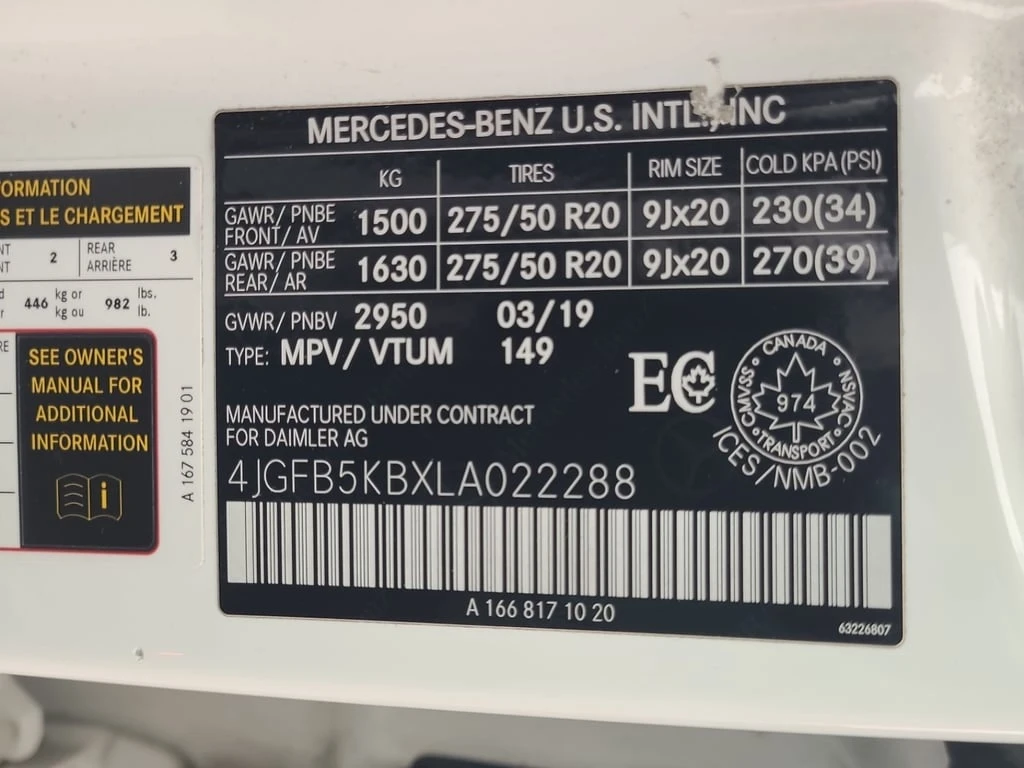 ORMATION
S ET LE CHARGEMENT
NT
NT
2
REAR
ARRIÈRE
3
446 kg or
kg ou
982 lbs.
lb.
RE
SEE OWNER'S
MANUAL FOR
ADDITIONAL
INFORMATION
i
A 167 584 19 01
MERCEDES-BENZ U.S. INTL., INC
KG TIRES RIM SIZE COLD KPA (PSI)
GAWR/ PNBE
FRONT/ AV
1500 275/50 R20 9Jx20 230(34)
GAWR/ PNBE
REAR/ AR
1630 275/50 R20 9Jx20 270(39)
GVWR/ PNBV 2950 03/19
TYPE: MPV/ VTUM 149
EC
CANADA
CMVSS NSVAC
974
TRANSPORT
ICES/NMB-002
MANUFACTURED UNDER CONTRACT
FOR DAIMLER AG
4JGFB5KBXLA022288
A 166 817 10 20
63226807